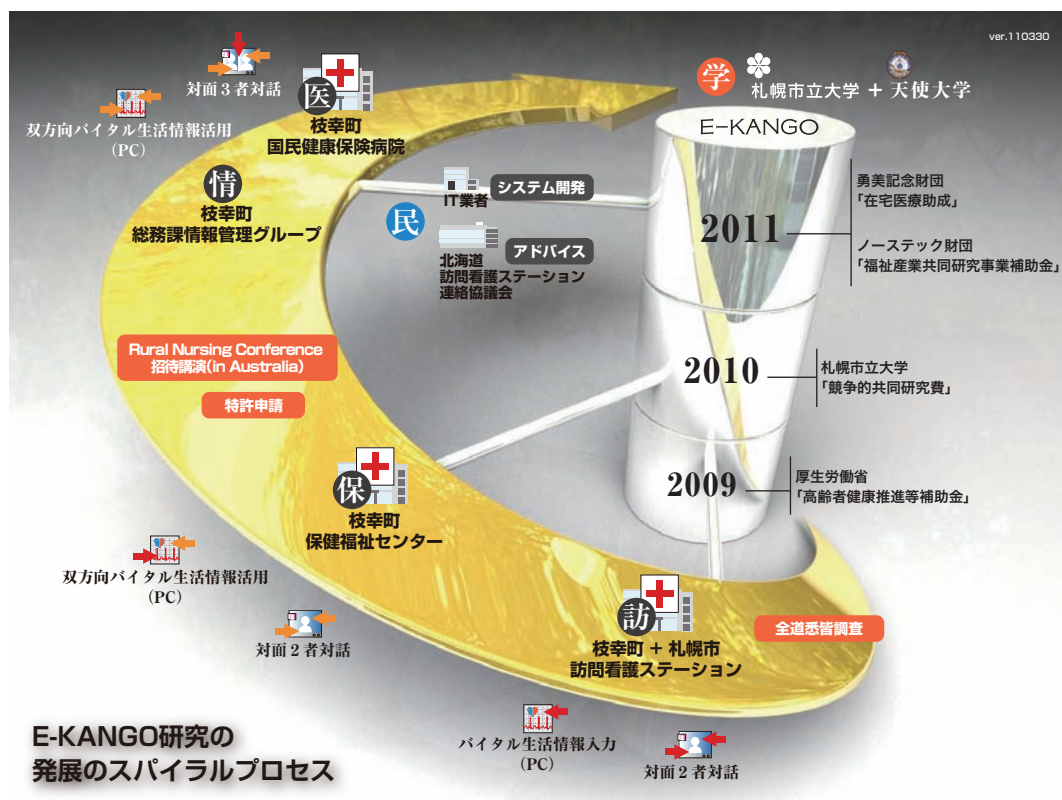 ver.110330
学
札幌市立大学 + 天使大学
E-KANGO
対面3者対話
双方向バイタル生活情報活用
(PC)
医
枝幸町
国民健康保険病院
情
枝幸町
総務課情報管理グループ
民
IT業者
システム開発
北海道
訪問看護ステーション
連絡協議会
アドバイス
2011
勇美記念財団
「在宅医療助成」
ノーステック財団
「福祉産業共同研究事業補助金」
Rural Nursing Conference
招待講演(in Australia)
特許申請
2010
札幌市立大学
「競争的共同研究費」
保
枝幸町
保健福祉センター
2009
厚生労働省
「高齢者健康推進等補助金」
双方向バイタル生活情報活用
(PC)
対面2者対話
訪
枝幸町 + 札幌市
訪問看護ステーション
全道悉皆調査
バイタル生活情報入力
(PC)
対面2者対話
E-KANGO研究の
発展のスパイラルプロセス